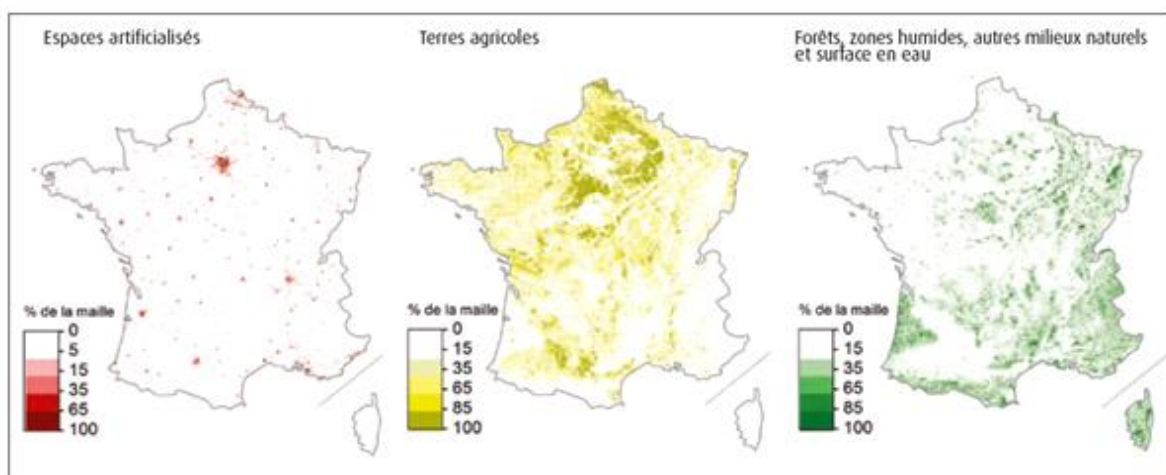 Espaces artificialisés
% de la maille
0
5
15
35
65
100
Terres agricoles
% de la maille
0
15
35
65
85
100
Forêts, zones humides, autres milieux naturels
et surface en eau
% de la maille
0
15
35
65
85
100